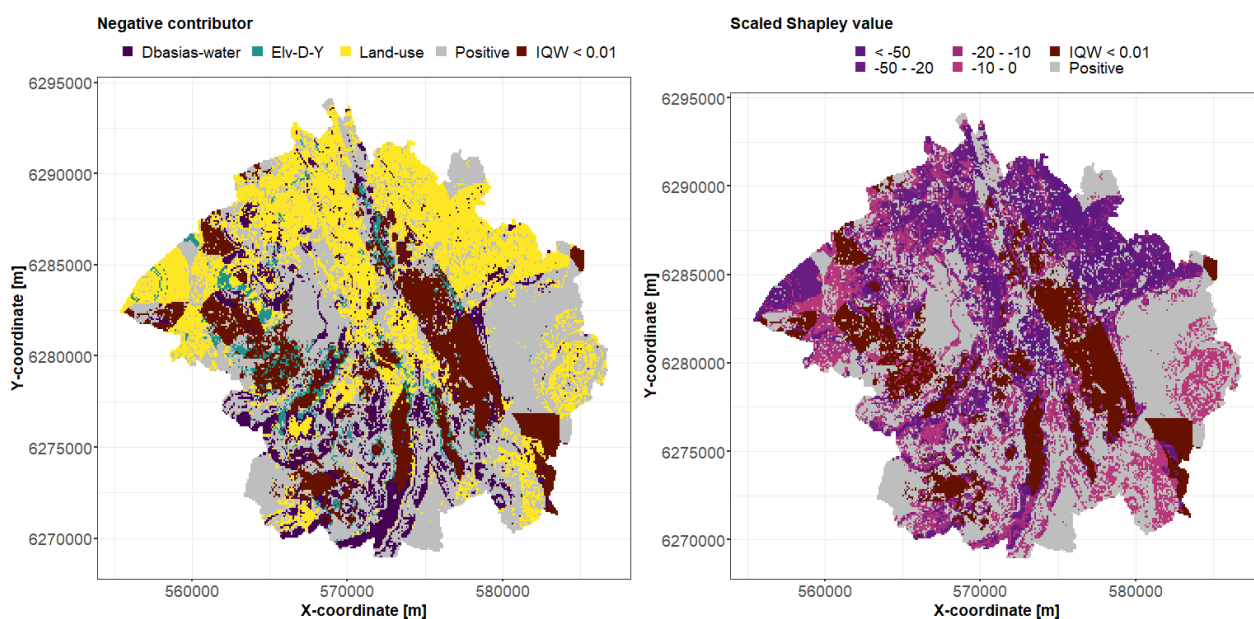 Negative contributor
Dbasias-water Elv-D-Y Land-use Positive IQW < 0.01
6295000
6290000
6285000
6280000
6275000
6270000
Y-coordinate [m]
560000 570000 580000
X-coordinate [m]
Scaled Shapley value
< -50 -20 - -10 IQW < 0.01
-50 - -20 -10 - 0 Positive
6295000
6290000
6285000
6280000
6275000
6270000
Y-coordinate [m]
560000 570000 580000
X-coordinate [m]